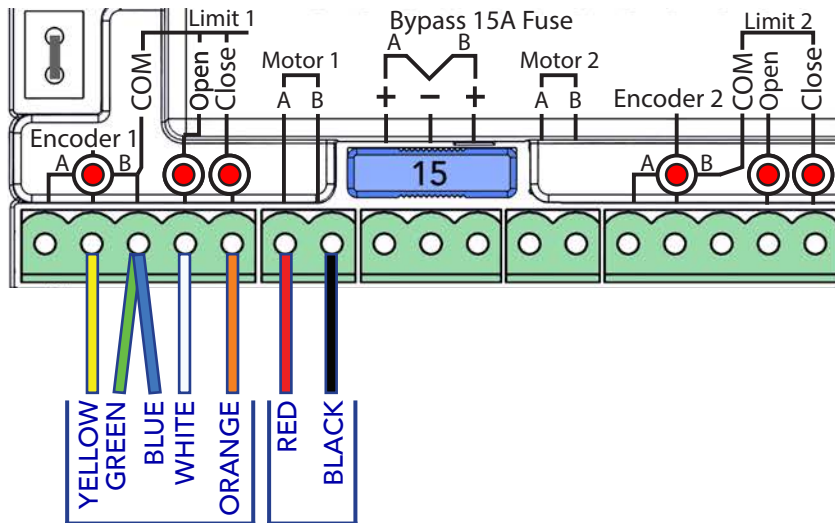 Limit 1
COM
Open
Close
Encoder 1
A
B
Motor 1
A B
Bypass 15A Fuse
A B
+ − +
15
Motor 2
A B
Encoder 2
A
B
Limit 2
COM
Open
Close
YELLOW
GREEN
BLUE
WHITE
ORANGE
RED
BLACK